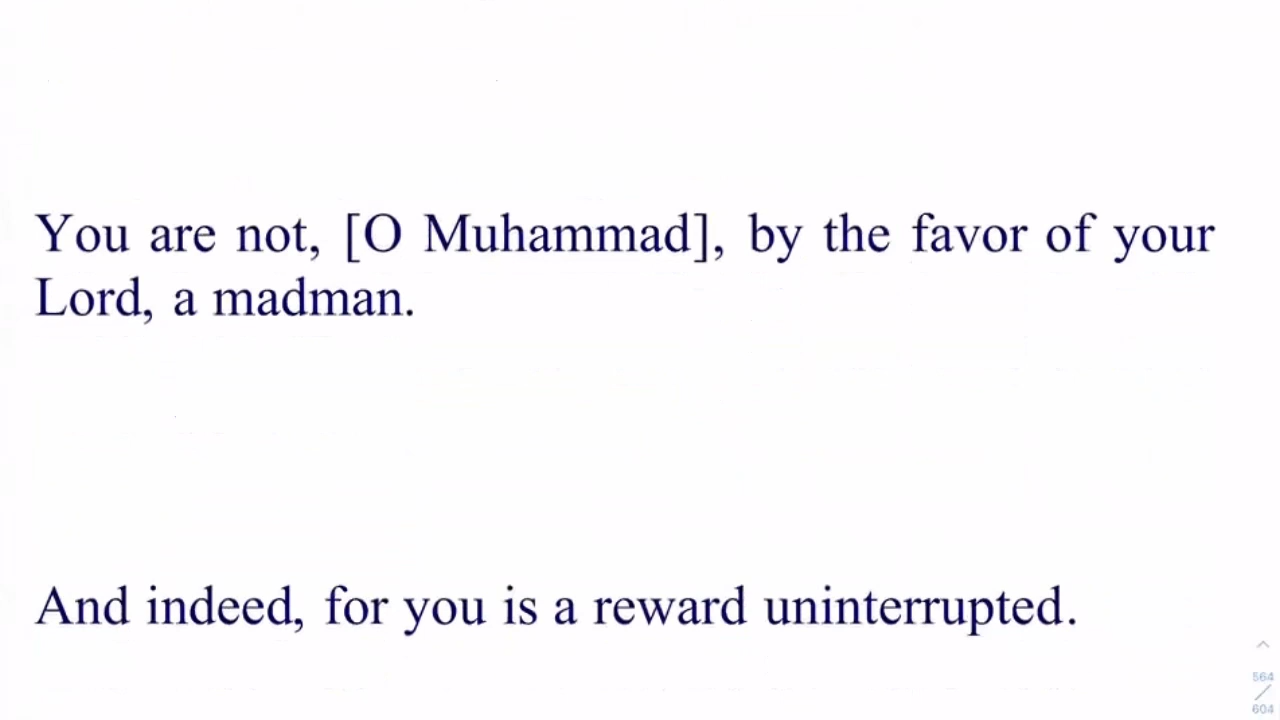 You are not, [O Muhammad], by the favor of your
Lord, a madman.
And indeed, for you is a reward uninterrupted.
564
/
604